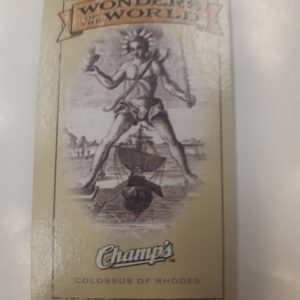 WONDERS
OF THE WORLD
Champ's
COLOSSUS OF RHODES